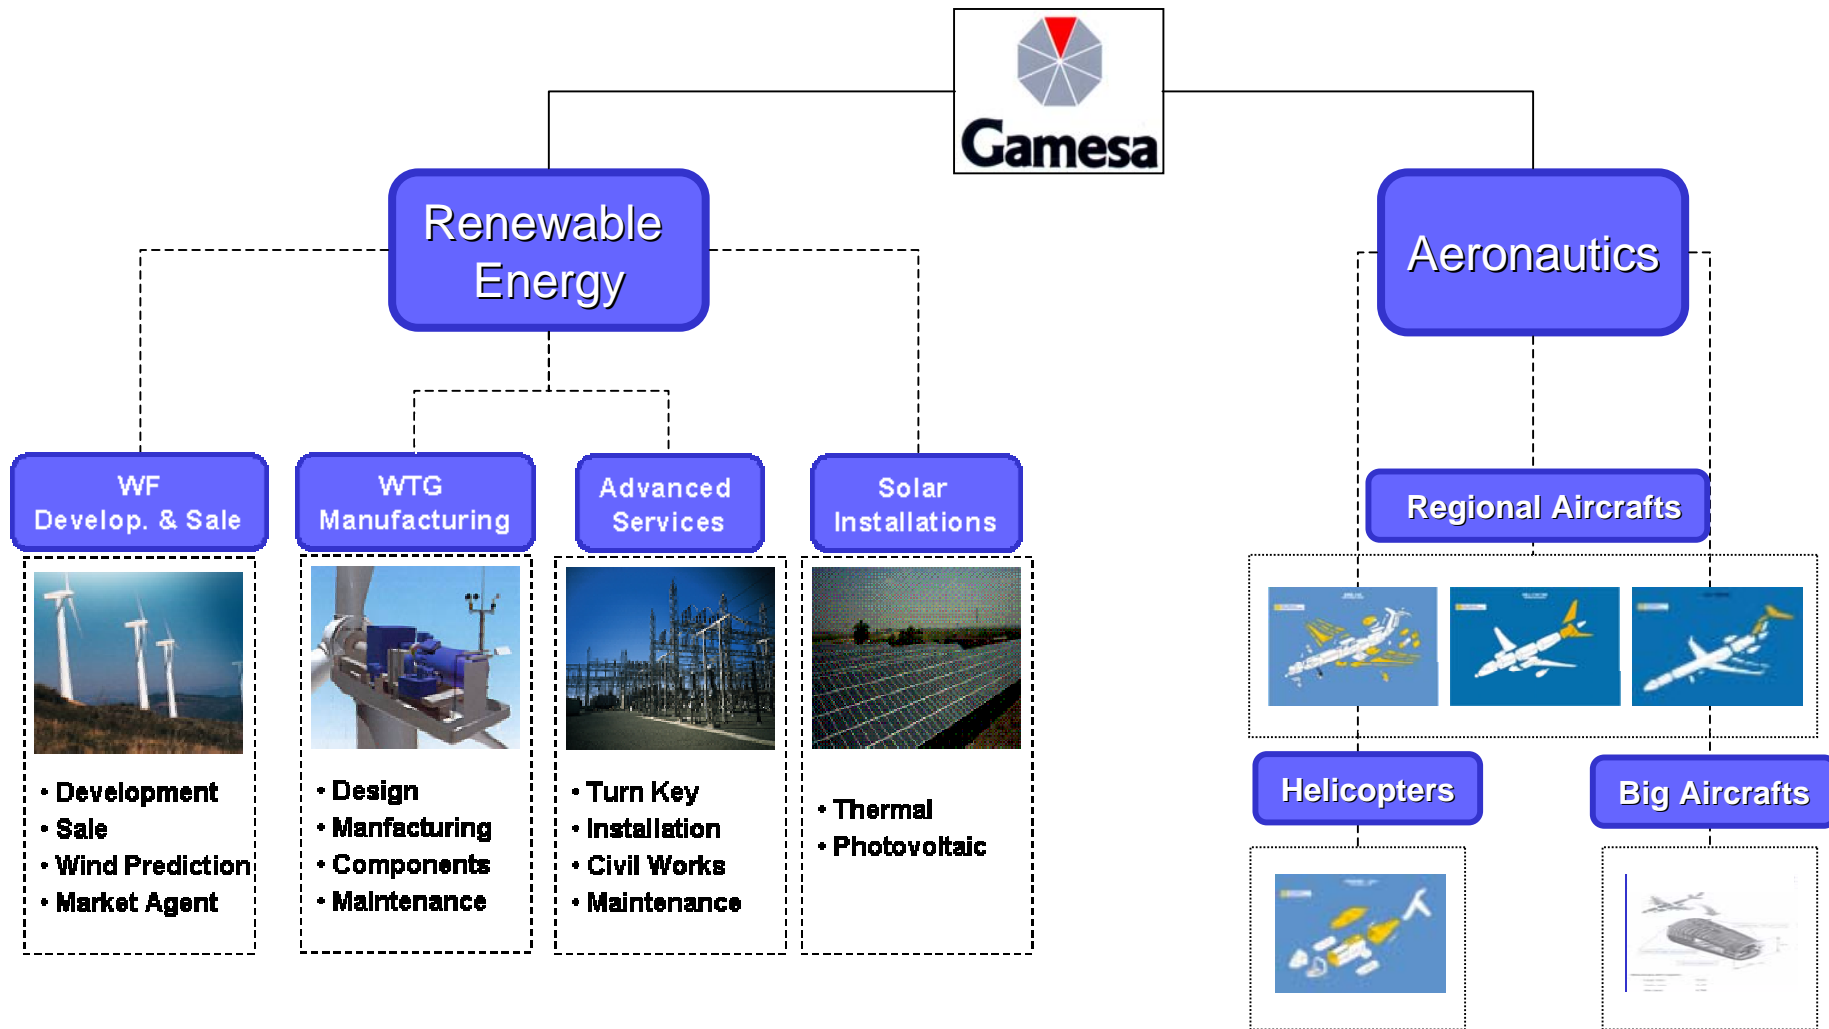 Gamesa
Renewable
Energy
Aeronautics
WF
Develop. & Sale
WTG
Manufacturing
Advanced
Services
Solar
Installations
• Development
• Sale
• Wind Prediction
• Market Agent
• Design
• Manfacturing
• Components
• Maintenance
• Turn Key
• Installation
• Civil Works
• Maintenance
• Thermal
• Photovoltaic
Regional Aircrafts
Helicopters
Big Aircrafts